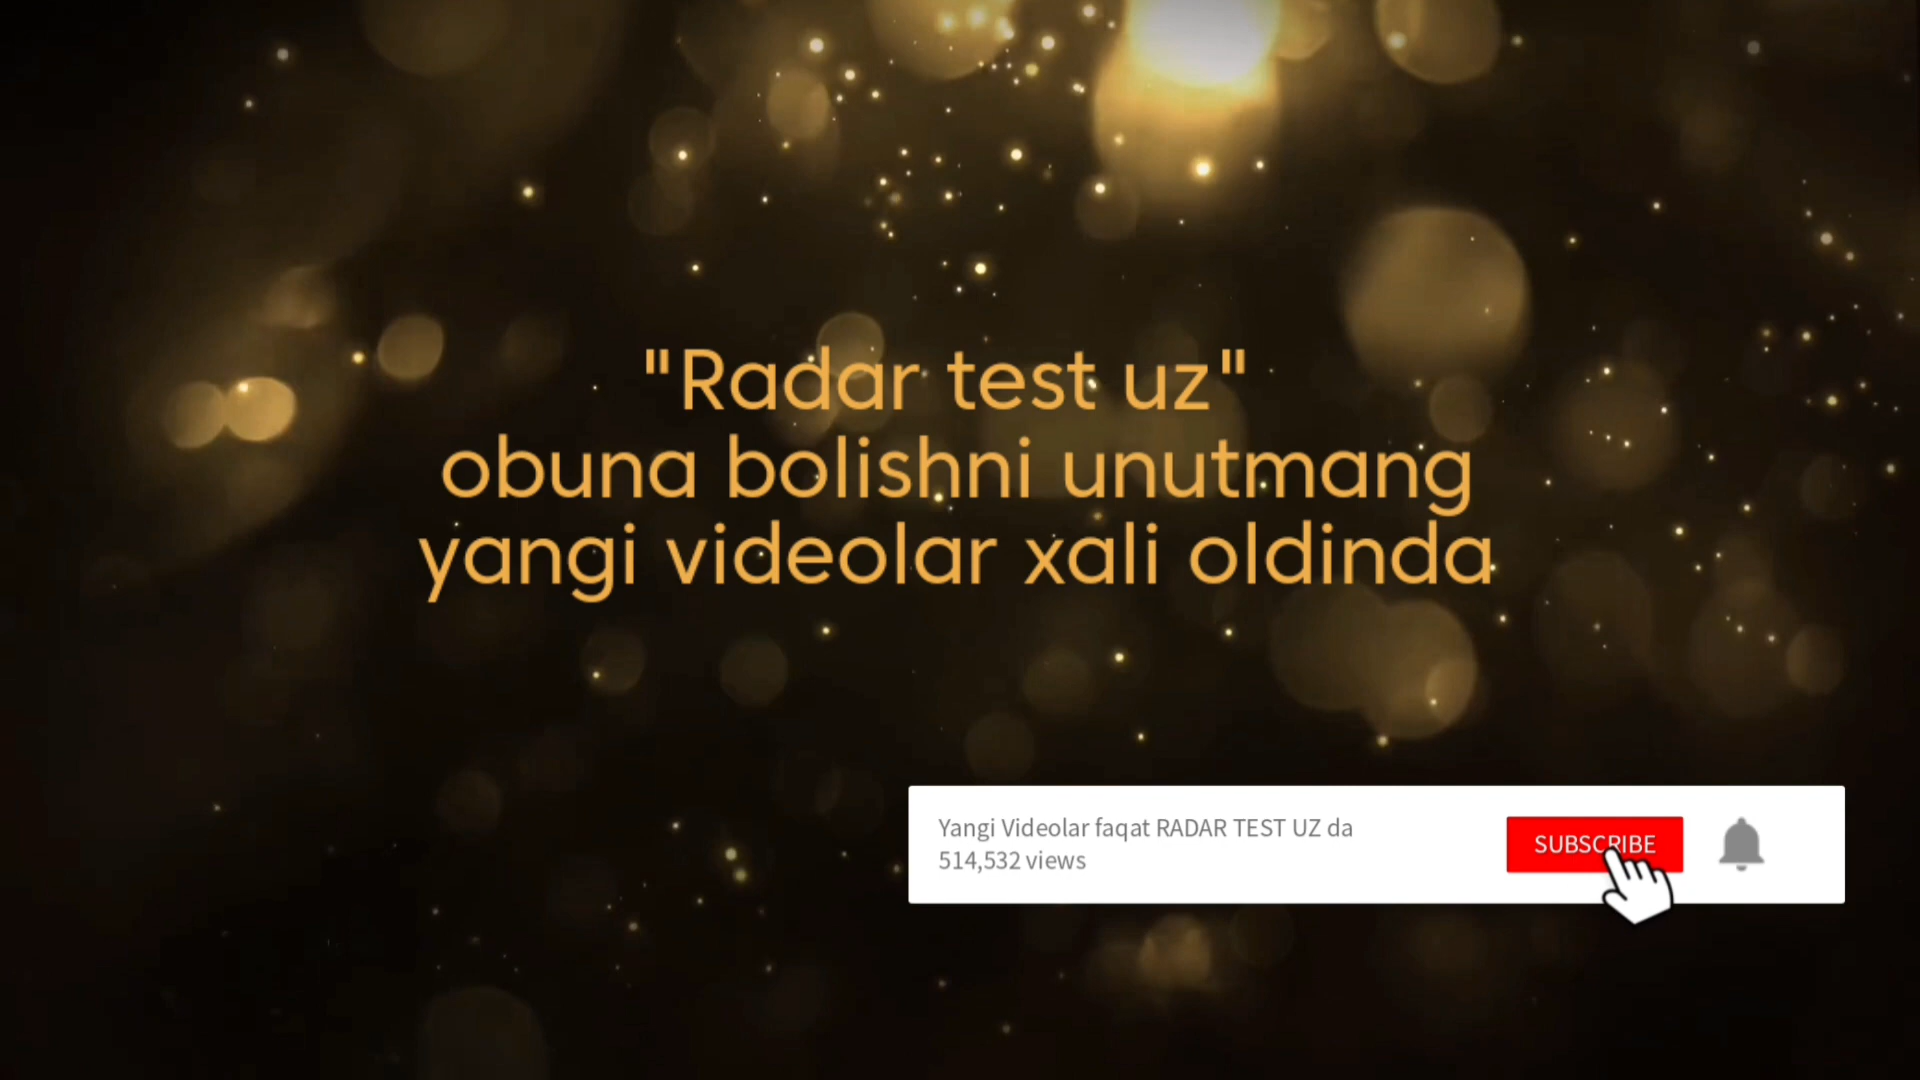 "Radar test uz"
obuna bolishni unutmang
yangi videolar xali oldinda
Yangi Videolar faqat RADAR TEST UZ da
514,532 views
SUBSCRIBE